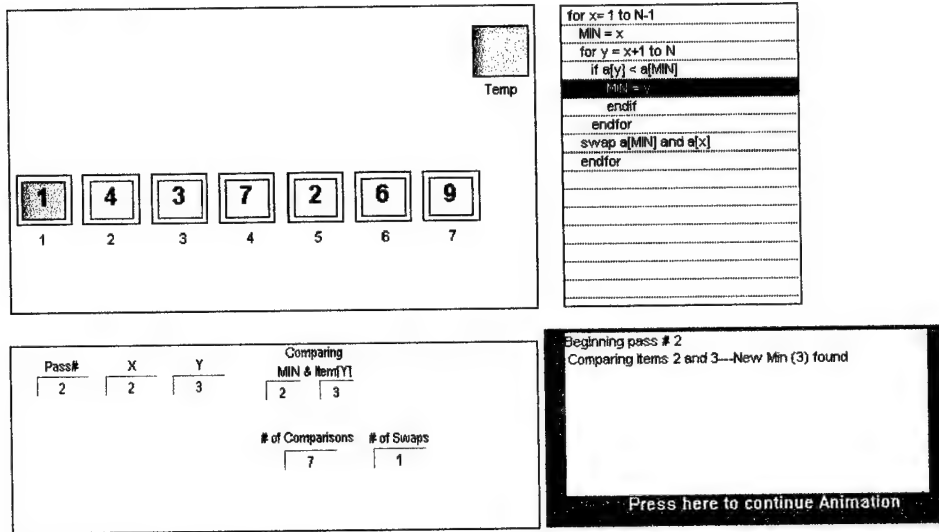 Temp
1 4 3 7 2 6 9
1 2 3 4 5 6 7
for x= 1 to N-1
MIN = x
for y = x+1 to N
if a[y] < a[MIN]
MIN = y
endif
endfor
swap a[MIN] and a[x]
endfor
Pass# X Y
2 2 3
Comparing
MIN & Item[Y]
2 3
# of Comparisons # of Swaps
7 1
Beginning pass # 2
Comparing items 2 and 3---New Min (3) found
Press here to continue Animation